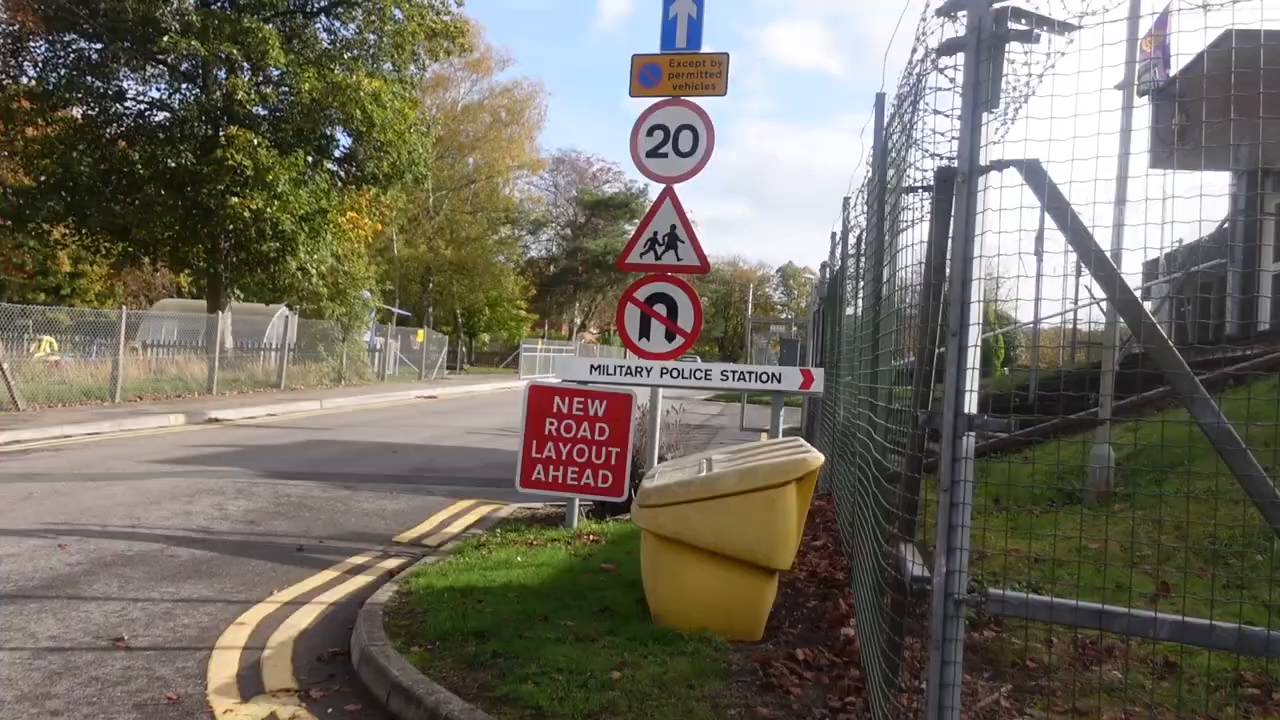 Except by
permitted
vehicles
20
MILITARY POLICE STATION
NEW
ROAD
LAYOUT
AHEAD